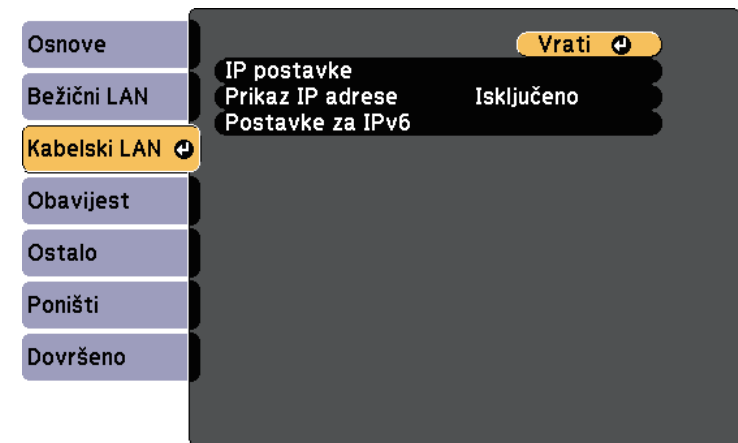 Osnove
Bežični LAN
Kabelski LAN
Obavijest
Ostalo
Poništi
Dovršeno
Vrati
IP postavke
Prikaz IP adrese Isključeno
Postavke za IPv6